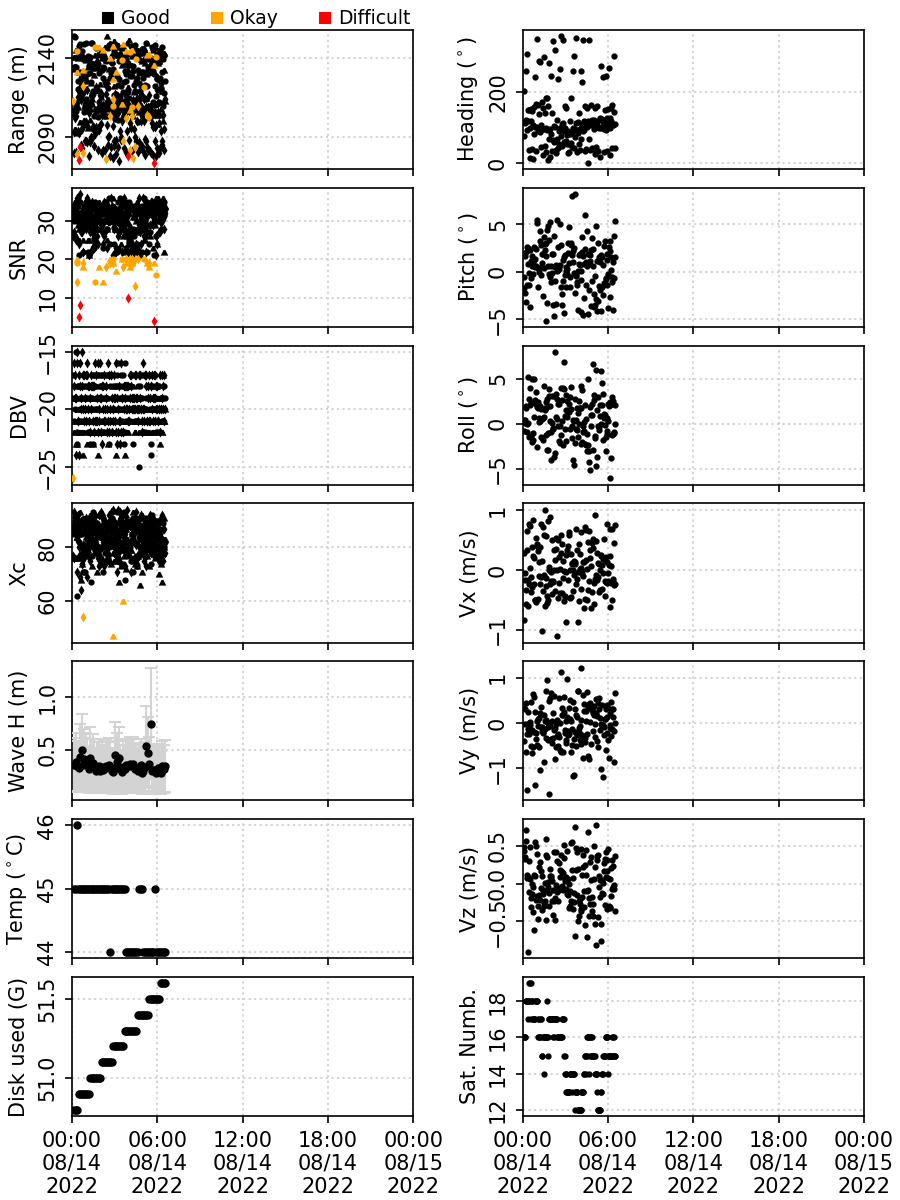 Good Okay Difficult
Range (m)
2140
2090
Heading (°)
200
0
SNR
30
20
10
Pitch (°)
5
0
−5
DBV
−15
−20
−25
Roll (°)
5
0
−5
Xc
80
60
Vx (m/s)
1
0
−1
Wave H (m)
1.0
0.5
Vy (m/s)
1
0
−1
Temp (°C)
46
45
44
Vz (m/s)
0.5
0.0
−0.5
Disk used (G)
51.5
51.0
Sat. Numb.
18
16
14
12
00:00 06:00 12:00 18:00 00:00
08/14 08/14 08/14 08/14 08/15
2022 2022 2022 2022 2022
00:00 06:00 12:00 18:00 00:00
08/14 08/14 08/14 08/14 08/15
2022 2022 2022 2022 2022